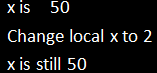 x is   50
Change local x to 2
x is still 50